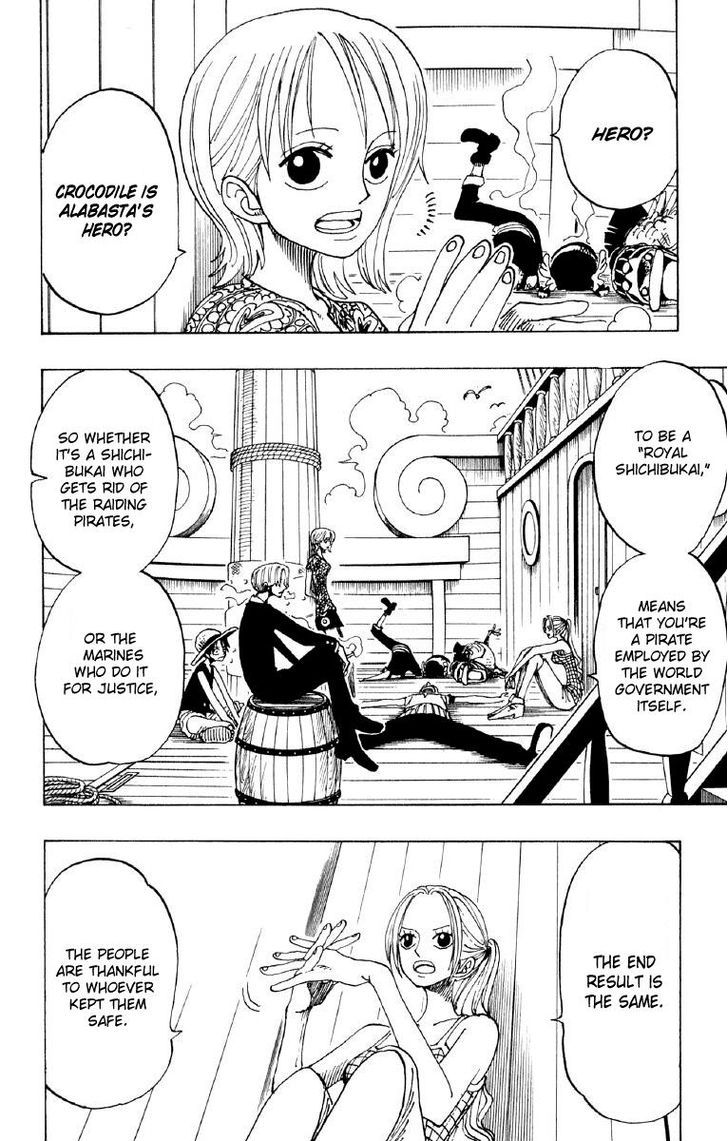 HERO?
CROCODILE IS
ALABASTA'S
HERO?
TO BE A
"ROYAL
SHICHIBUKAI,"
MEANS
THAT YOU'RE
A PIRATE
EMPLOYED BY
THE WORLD
GOVERNMENT
ITSELF.
SO WHETHER
IT'S A SHICHI-
BUKAI WHO
GETS RID OF
THE RAIDING
PIRATES,
OR THE
MARINES
WHO DO IT
FOR JUSTICE,
THE END
RESULT IS
THE SAME.
THE PEOPLE
ARE THANKFUL
TO WHOEVER
KEPT THEM
SAFE.